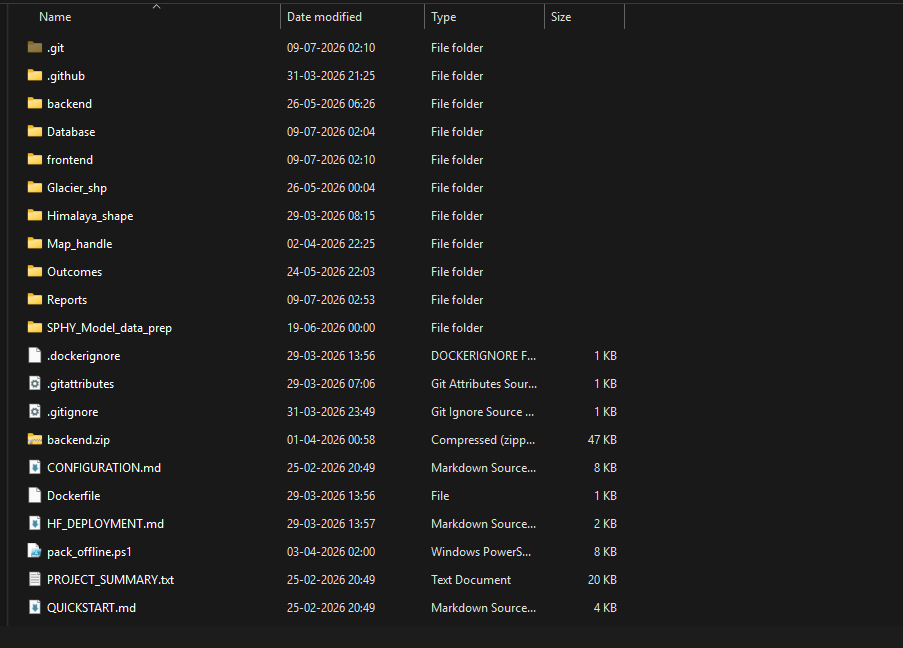 Name Date modified Type Size
.git 09-07-2026 02:10 File folder
.github 31-03-2026 21:25 File folder
backend 26-05-2026 06:26 File folder
Database 09-07-2026 02:04 File folder
frontend 09-07-2026 02:10 File folder
Glacier_shp 26-05-2026 00:04 File folder
Himalaya_shape 29-03-2026 08:15 File folder
Map_handle 02-04-2026 22:25 File folder
Outcomes 24-05-2026 22:03 File folder
Reports 09-07-2026 02:53 File folder
SPHY_Model_data_prep 19-06-2026 00:00 File folder
.dockerignore 29-03-2026 13:56 DOCKERIGNORE F... 1 KB
.gitattributes 29-03-2026 07:06 Git Attributes Sour... 1 KB
.gitignore 31-03-2026 23:49 Git Ignore Source ... 1 KB
backend.zip 01-04-2026 00:58 Compressed (zipp... 47 KB
CONFIGURATION.md 25-02-2026 20:49 Markdown Source... 8 KB
Dockerfile 29-03-2026 13:56 File 1 KB
HF_DEPLOYMENT.md 29-03-2026 13:57 Markdown Source... 2 KB
pack_offline.ps1 03-04-2026 02:00 Windows PowerS... 8 KB
PROJECT_SUMMARY.txt 25-02-2026 20:49 Text Document 20 KB
QUICKSTART.md 25-02-2026 20:49 Markdown Source... 4 KB